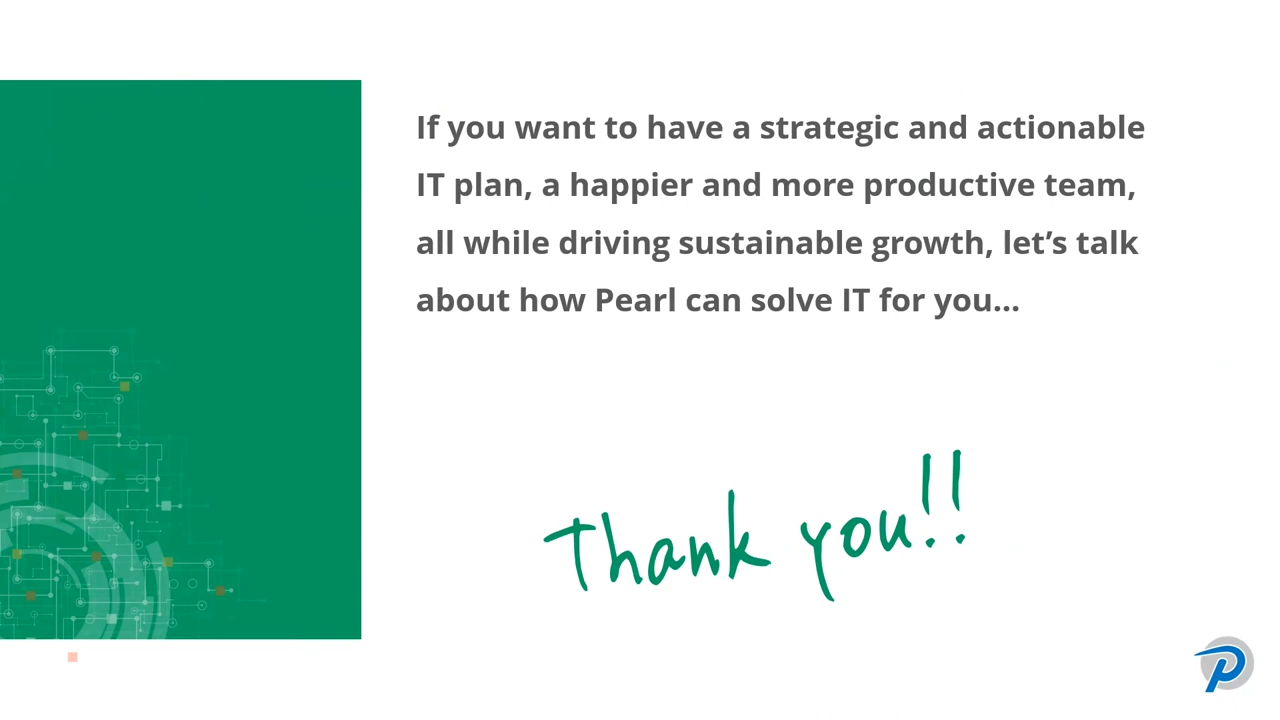 If you want to have a strategic and actionable
IT plan, a happier and more productive team,
all while driving sustainable growth, let’s talk
about how Pearl can solve IT for you...
Thank you!!